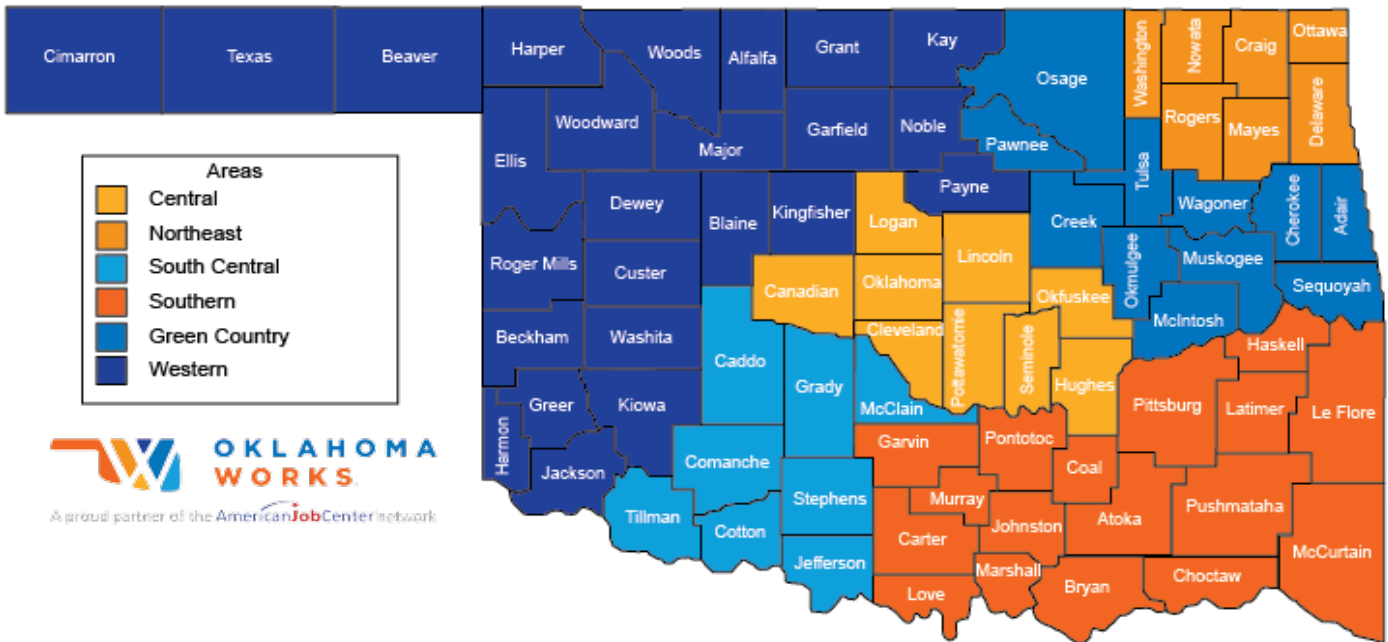 Cimarron
Texas
Beaver
Harper
Woods
Alfalfa
Grant
Kay
Osage
Washington
Nowata
Craig
Ottawa
Ellis
Woodward
Major
Garfield
Noble
Pawnee
Tulsa
Rogers
Mayes
Delaware
Areas
Central
Northeast
South Central
Southern
Green Country
Western
Dewey
Blaine
Kingfisher
Logan
Payne
Creek
Wagoner
Cherokee
Adair
Roger Mills
Custer
Canadian
Oklahoma
Lincoln
Okfuskee
Okmulgee
Muskogee
Sequoyah
Beckham
Washita
Caddo
Grady
Cleveland
Pottawatomie
Seminole
Hughes
McIntosh
Haskell
Harmon
Greer
Kiowa
McClain
Pittsburg
Latimer
Le Flore
Jackson
Comanche
Garvin
Pontotoc
Coal
Tillman
Cotton
Stephens
Murray
Johnston
Atoka
Pushmataha
Jefferson
Carter
McCurtain
Love
Marshall
Bryan
Choctaw
OKLAHOMA
WORKS
A proud partner of the AmericanJobCenter network